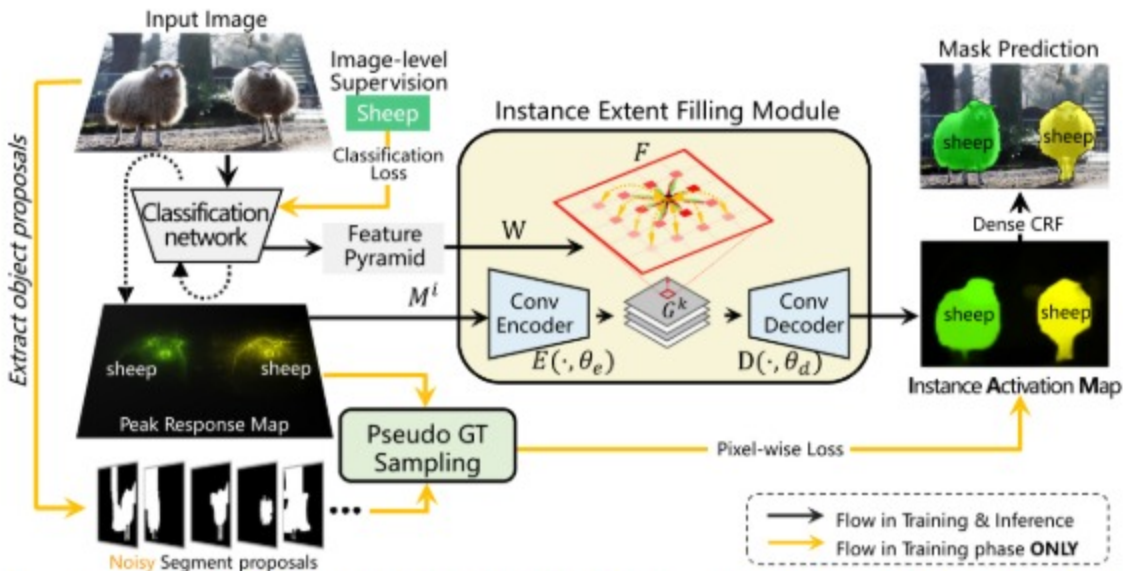 Input Image
Image-level
Supervision
Sheep
Classification
Loss
Extract object proposals
Classification
network
Feature
Pyramid
W
M^i
Instance Extent Filling Module
F
Conv
Encoder
G^k
Conv
Decoder
E(·, θ_e)
D(·, θ_d)
Mask Prediction
sheep
sheep
Dense CRF
sheep
sheep
Instance Activation Map
sheep
sheep
Peak Response Map
Pseudo GT
Sampling
Pixel-wise Loss
...
Noisy Segment proposals
Flow in Training & Inference
Flow in Training phase ONLY